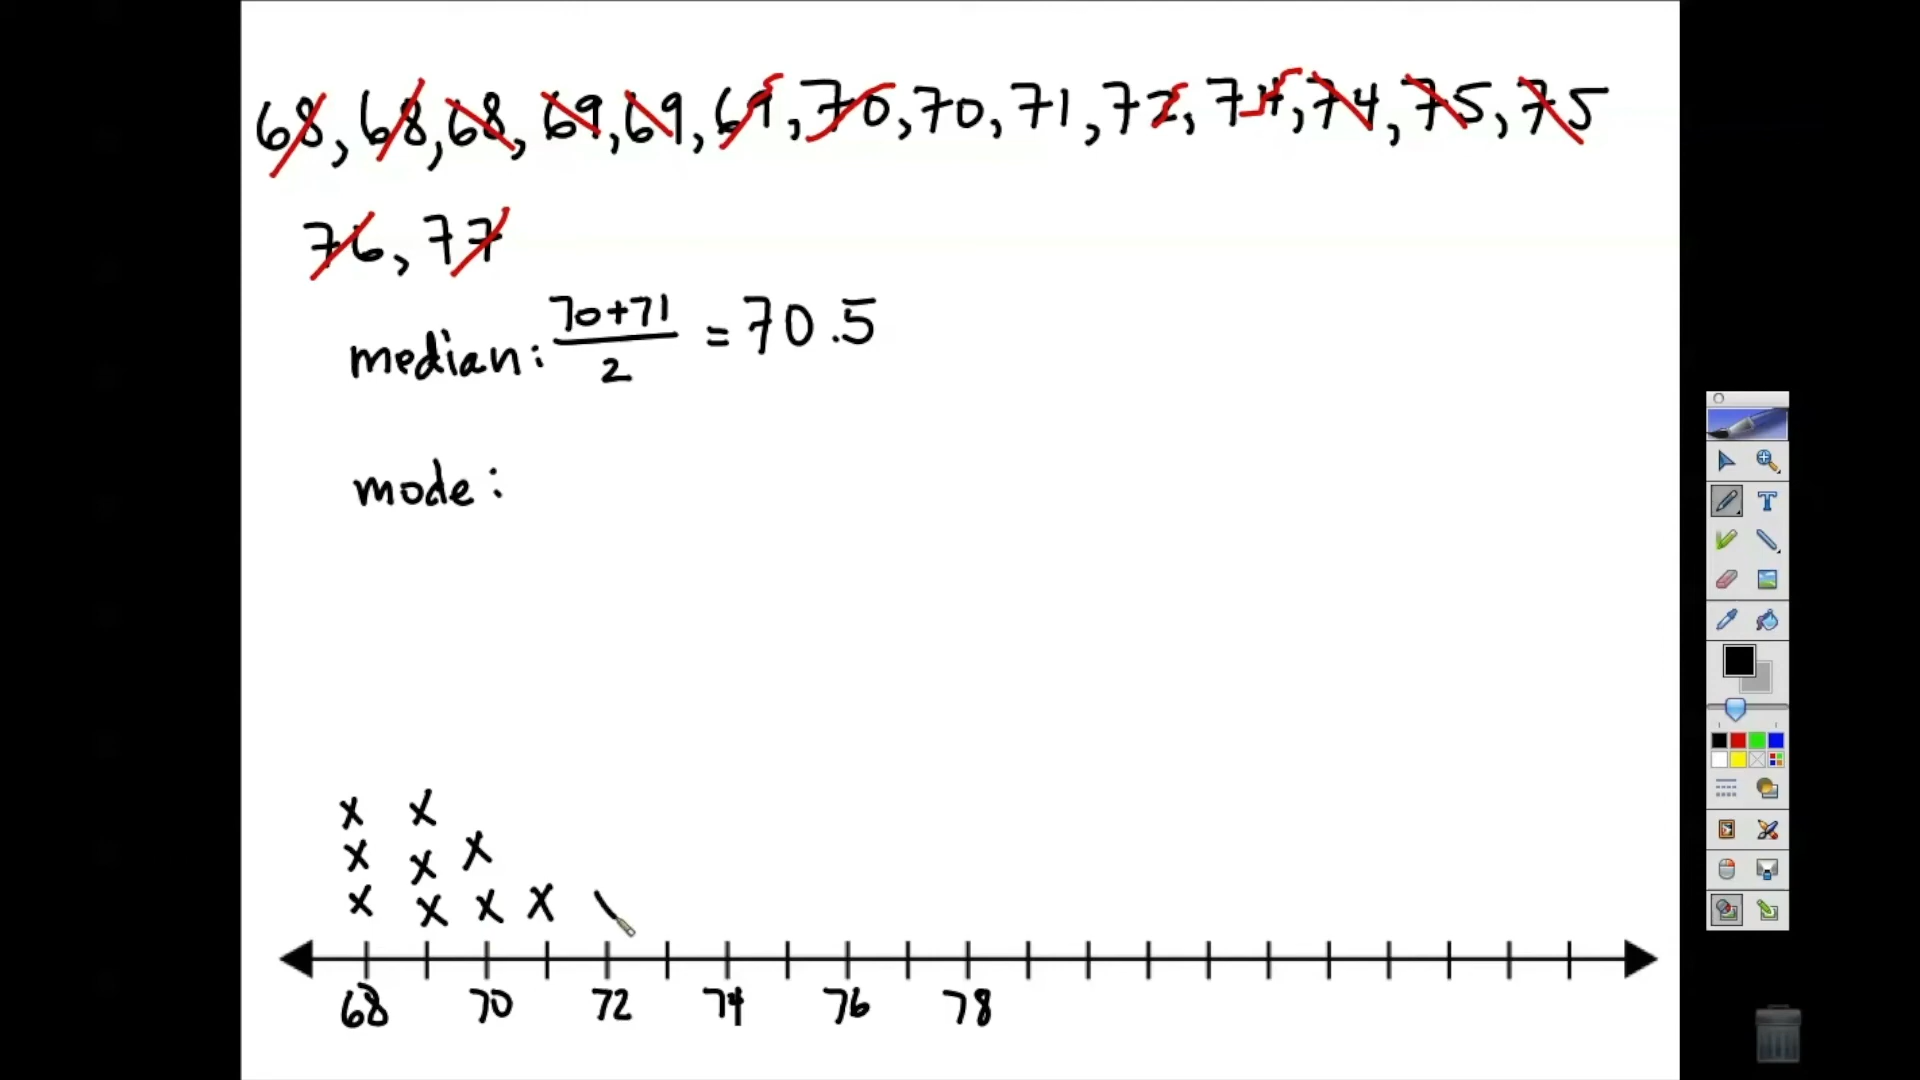 68, 68, 68, 69, 69, 69, 70, 70, 71, 72, 74, 74, 75, 75
76, 77
median: 70+71 / 2 = 70.5
mode:
x x
x x x
x x x x
68 70 72 74 76 78
T